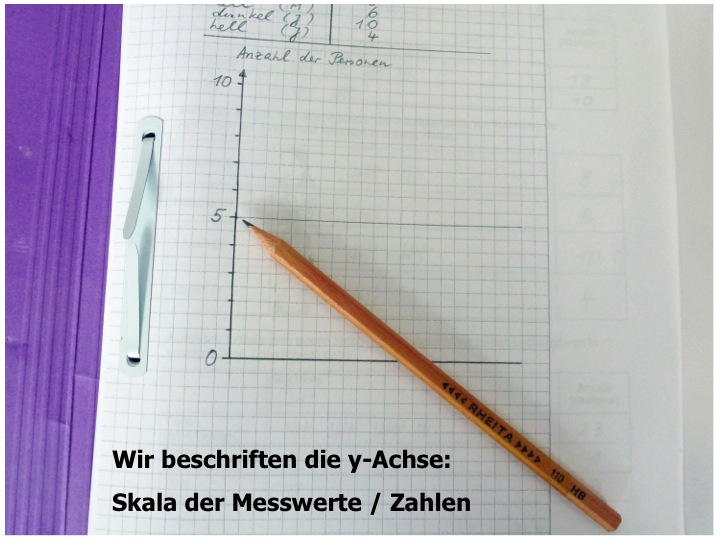 (M)
dunkel (J) 6
hell (J) 10
4
Anzahl der Personen
10
5
0
<<<< RHEITA >>>> 110 HB
Wir beschriften die y-Achse:
Skala der Messwerte / Zahlen